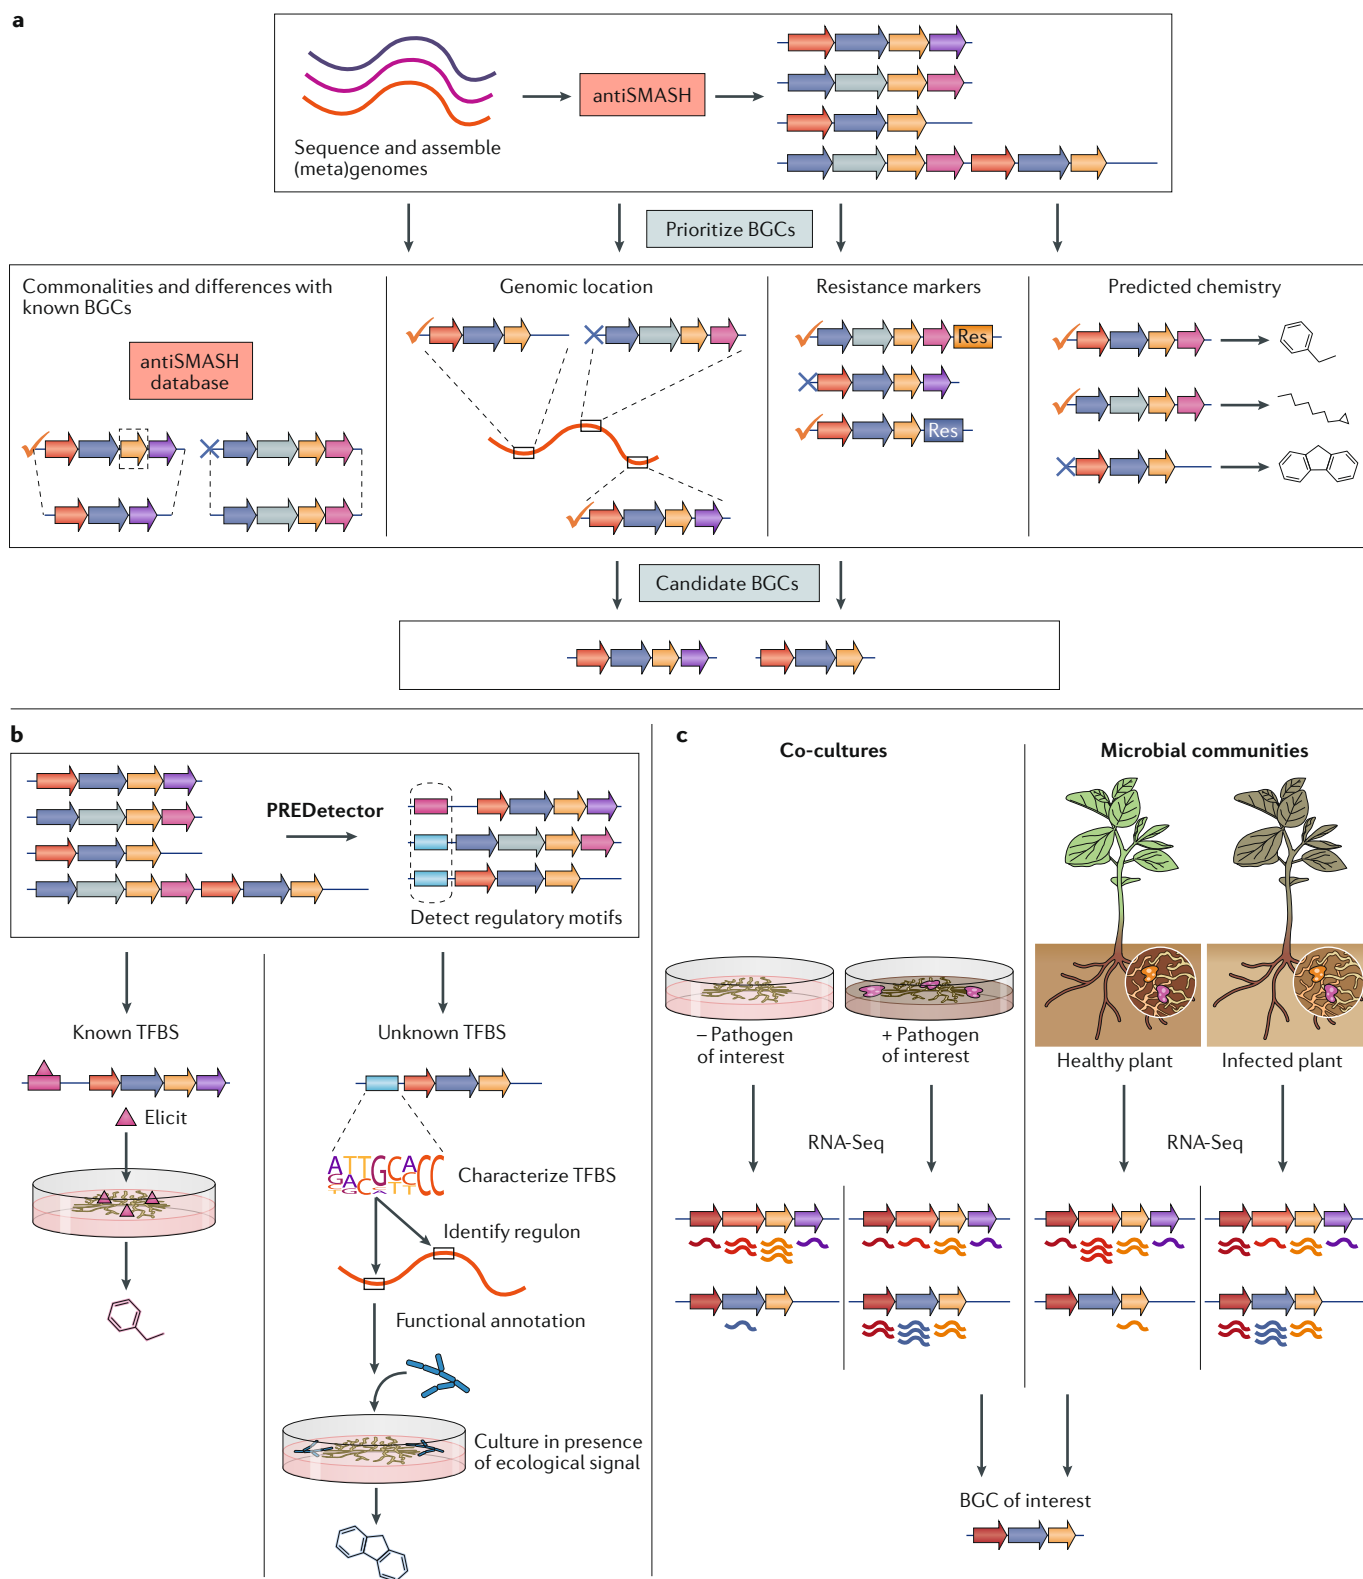 a
Sequence and assemble
(meta)genomes
antiSMASH
Prioritize BGCs
Commonalities and differences with
known BGCs
antiSMASH
database
Genomic location
Resistance markers
Res
Res
Predicted chemistry
Candidate BGCs
b
PREDetector
Detect regulatory motifs
Known TFBS
Elicit
Unknown TFBS
Characterize TFBS
Identify regulon
Functional annotation
Culture in presence
of ecological signal
c
Co-cultures
Microbial communities
– Pathogen
of interest
+ Pathogen
of interest
Healthy plant
Infected plant
RNA-Seq
RNA-Seq
BGC of interest